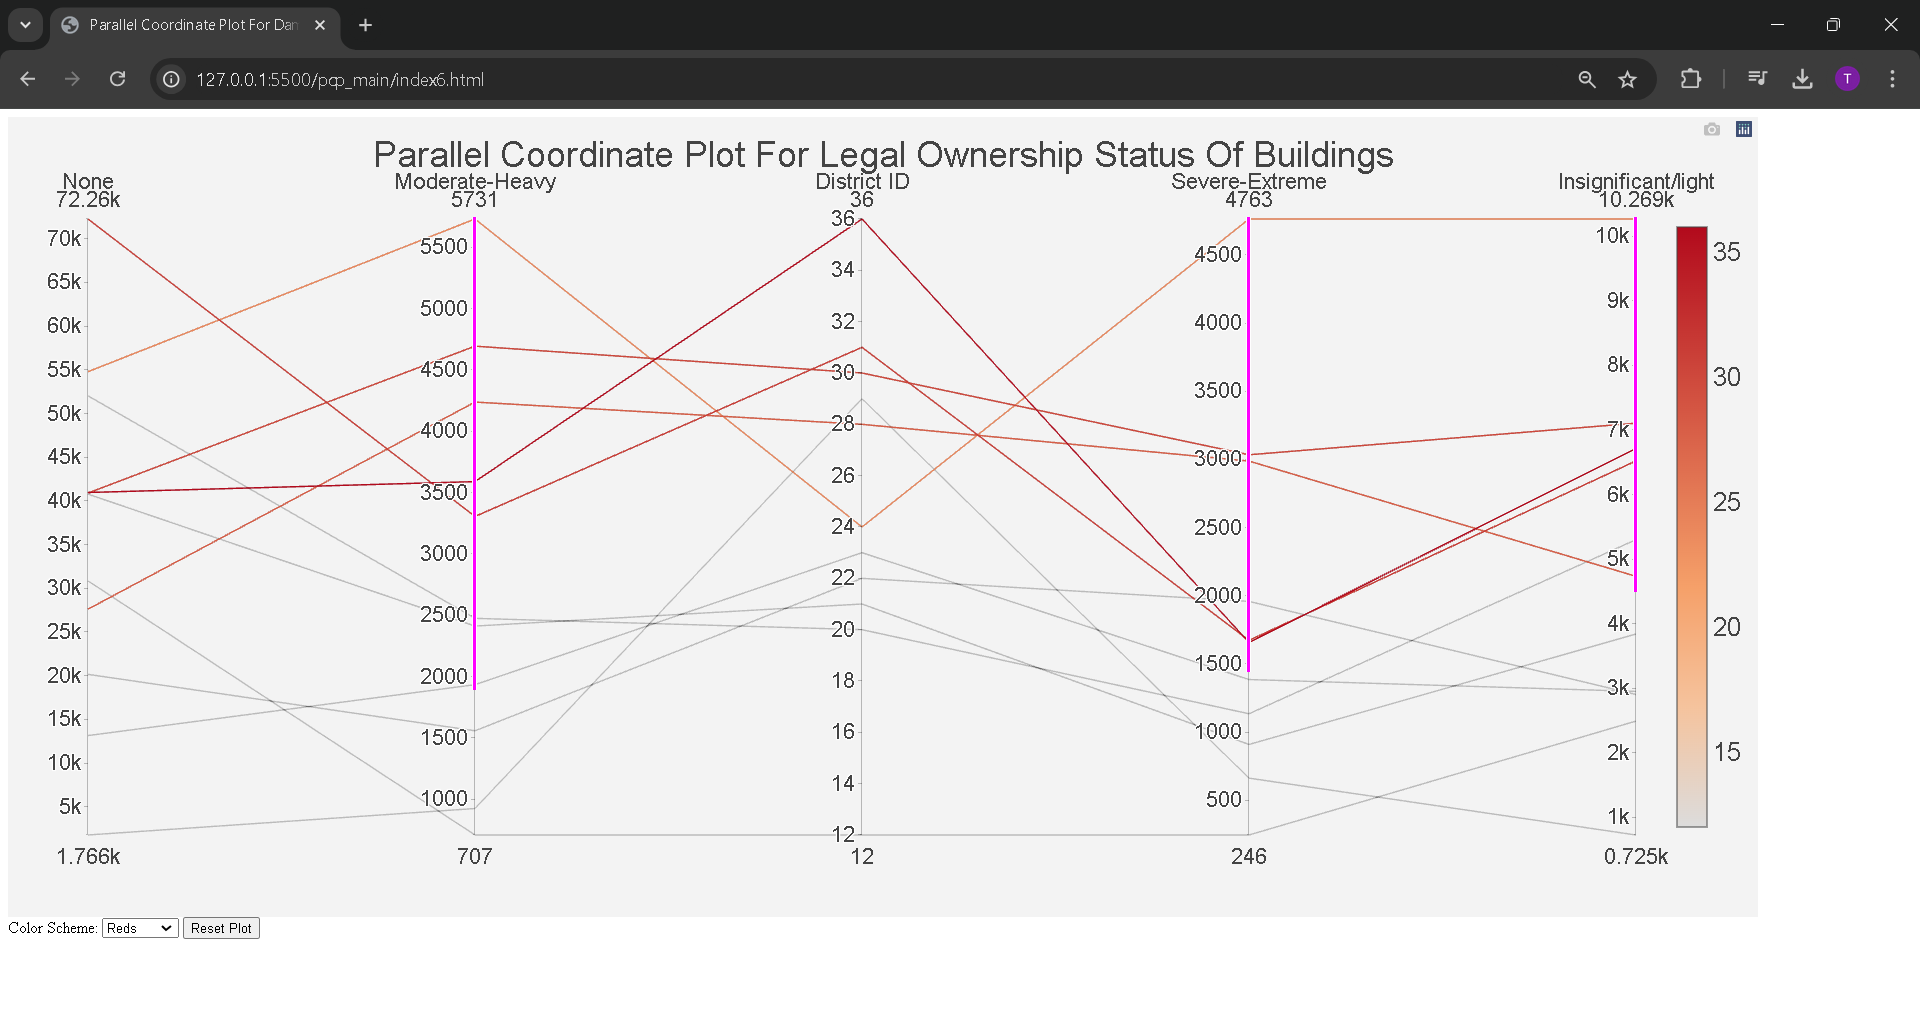 Parallel Coordinate Plot For Dan
127.0.0.1:5500/pqp_main/index6.html
T
Parallel Coordinate Plot For Legal Ownership Status Of Buildings
None
72.26k
70k
65k
60k
55k
50k
45k
40k
35k
30k
25k
20k
15k
10k
5k
1.766k
Moderate-Heavy
5731
5500
5000
4500
4000
3500
3000
2500
2000
1500
1000
707
District ID
36
36
34
32
30
28
26
24
22
20
18
16
14
12
12
Severe-Extreme
4763
4500
4000
3500
3000
2500
2000
1500
1000
500
246
Insignificant/light
10.269k
10k
9k
8k
7k
6k
5k
4k
3k
2k
1k
0.725k
35
30
25
20
15
Color Scheme: Reds Reset Plot